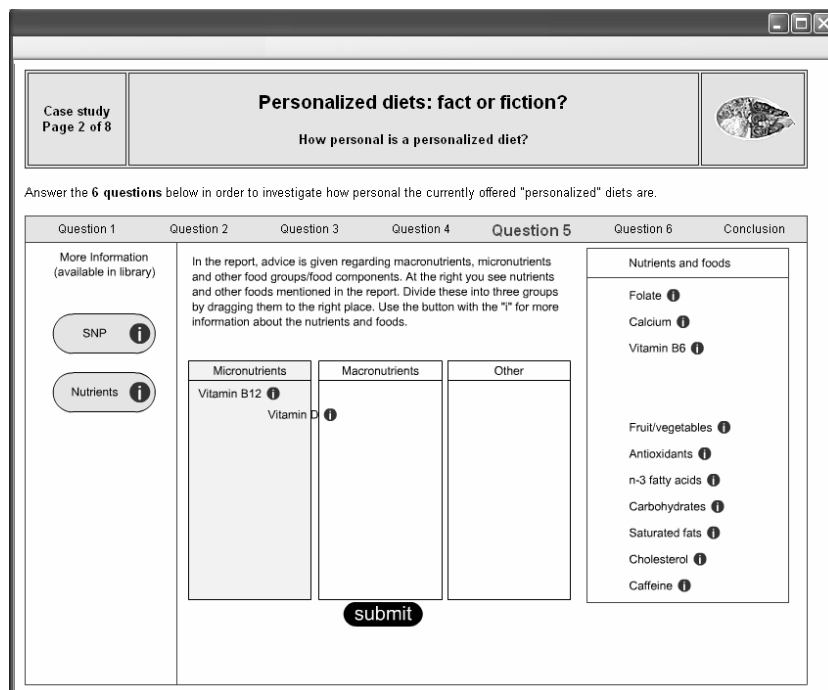 Case study
Page 2 of 8
Personalized diets: fact or fiction?
How personal is a personalized diet?
Answer the 6 questions below in order to investigate how personal the currently offered "personalized" diets are.
Question 1
Question 2
Question 3
Question 4
Question 5
Question 6
Conclusion
More Information
(available in library)
SNP i
Nutrients i
In the report, advice is given regarding macronutrients, micronutrients
and other food groups/food components. At the right you see nutrients
and other foods mentioned in the report. Divide these into three groups
by dragging them to the right place. Use the button with the "i" for more
information about the nutrients and foods.
Micronutrients
Vitamin B12 i
Vitamin D i
Macronutrients
Other
submit
Nutrients and foods
Folate i
Calcium i
Vitamin B6 i
Fruit/vegetables i
Antioxidants i
n-3 fatty acids i
Carbohydrates i
Saturated fats i
Cholesterol i
Caffeine i